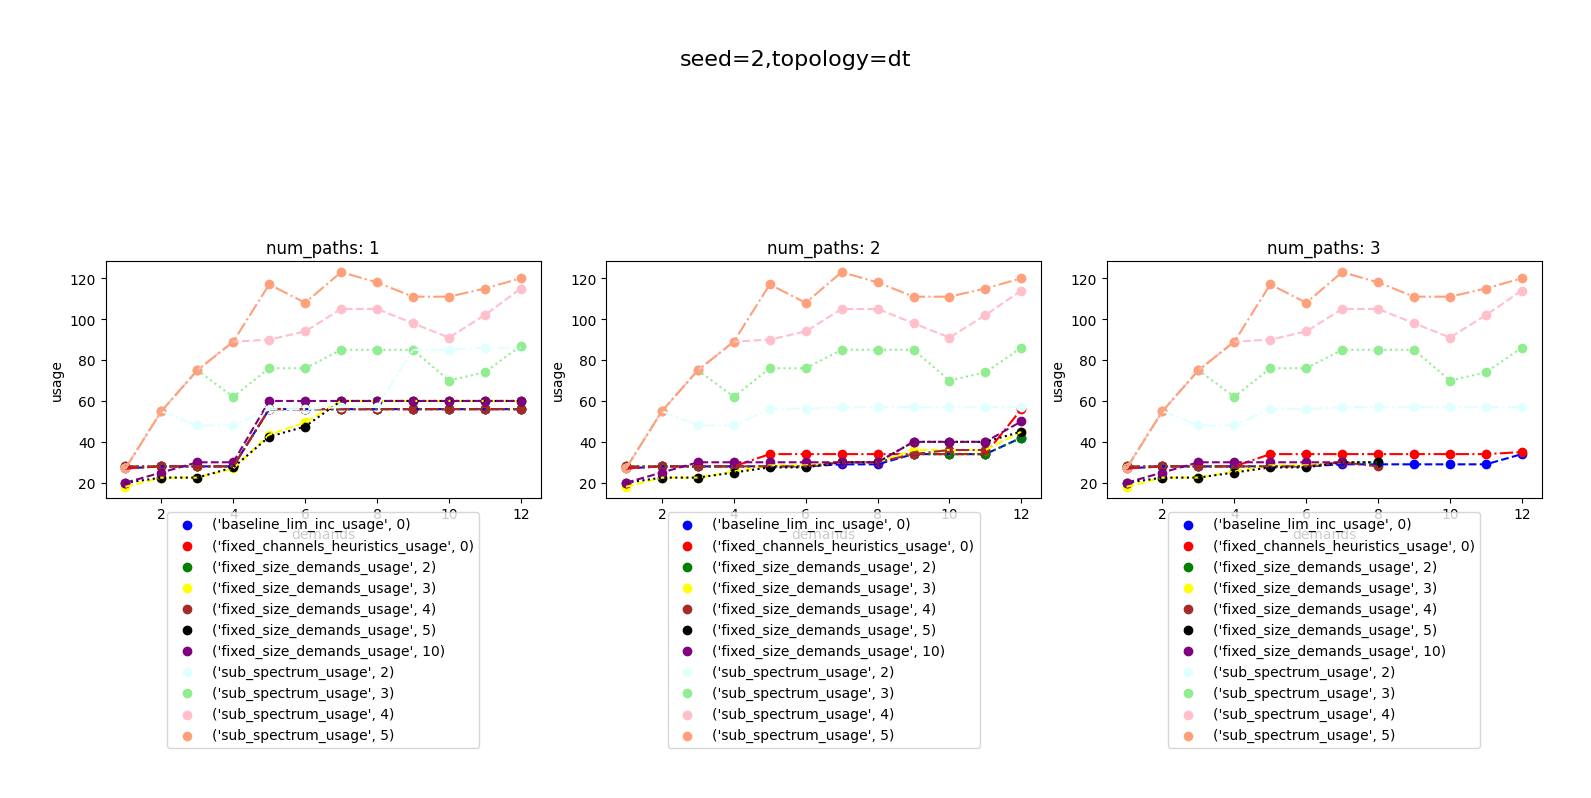 seed=2,topology=dt
num_paths: 1
120
100
80
60
40
20
usage
2 4 6 8 10 12
demands
('baseline_lim_inc_usage', 0)
('fixed_channels_heuristics_usage', 0)
('fixed_size_demands_usage', 2)
('fixed_size_demands_usage', 3)
('fixed_size_demands_usage', 4)
('fixed_size_demands_usage', 5)
('fixed_size_demands_usage', 10)
('sub_spectrum_usage', 2)
('sub_spectrum_usage', 3)
('sub_spectrum_usage', 4)
('sub_spectrum_usage', 5)
num_paths: 2
120
100
80
60
40
20
usage
2 4 6 8 10 12
demands
('baseline_lim_inc_usage', 0)
('fixed_channels_heuristics_usage', 0)
('fixed_size_demands_usage', 2)
('fixed_size_demands_usage', 3)
('fixed_size_demands_usage', 4)
('fixed_size_demands_usage', 5)
('fixed_size_demands_usage', 10)
('sub_spectrum_usage', 2)
('sub_spectrum_usage', 3)
('sub_spectrum_usage', 4)
('sub_spectrum_usage', 5)
num_paths: 3
120
100
80
60
40
20
usage
2 4 6 8 10 12
demands
('baseline_lim_inc_usage', 0)
('fixed_channels_heuristics_usage', 0)
('fixed_size_demands_usage', 2)
('fixed_size_demands_usage', 3)
('fixed_size_demands_usage', 4)
('fixed_size_demands_usage', 5)
('fixed_size_demands_usage', 10)
('sub_spectrum_usage', 2)
('sub_spectrum_usage', 3)
('sub_spectrum_usage', 4)
('sub_spectrum_usage', 5)